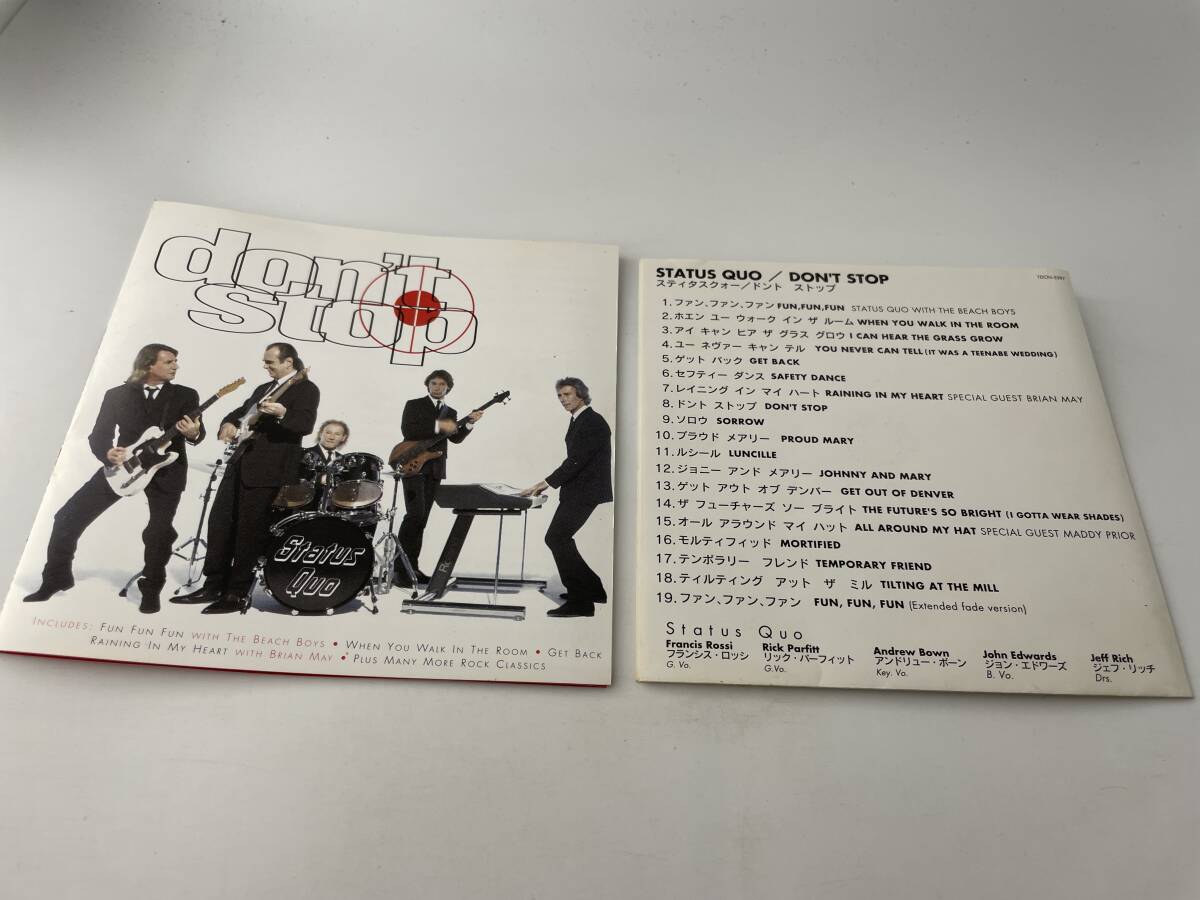 don't
stop
Status
Quo
INCLUDES: FUN FUN FUN WITH THE BEACH BOYS • WHEN YOU WALK IN THE ROOM • GET BACK
RAINING IN MY HEART WITH BRIAN MAY • PLUS MANY MORE ROCK CLASSICS
STATUS QUO / DON'T STOP
スティタスクォー/ドント ストップ
1. ファン、ファン、ファン FUN,FUN,FUN STATUS QUO WITH THE BEACH BOYS
2. ホエン ユー ウォーク イン ザ ルーム WHEN YOU WALK IN THE ROOM
3. アイ キャン ヒア ザ グラス グロウ I CAN HEAR THE GRASS GROW
4. ユー ネヴァー キャン テル YOU NEVER CAN TELL (IT WAS A TEENABE WEDDING)
5. ゲット バック GET BACK
6. セフティー ダンス SAFETY DANCE
7. レイニング イン マイ ハート RAINING IN MY HEART SPECIAL GUEST BRIAN MAY
8. ドント ストップ DON'T STOP
9. ソロウ SORROW
10. プラウド メアリー PROUD MARY
11. ルシール LUNCILLE
12. ジョニー アンド メアリー JOHNNY AND MARY
13. ゲット アウト オブ デンバー GET OUT OF DENVER
14. ザ フューチャーズ ソー ブライト THE FUTURE'S SO BRIGHT (I GOTTA WEAR SHADES)
15. オール アラウンド マイ ハット ALL AROUND MY HAT SPECIAL GUEST MADDY PRIOR
16. モルティフィッド MORTIFIED
17. テンポラリー フレンド TEMPORARY FRIEND
18. ティルティング アット ザ ミル TILTING AT THE MILL
19. ファン、ファン、ファン FUN, FUN, FUN (Extended fade version)
Status Quo
Francis Rossi
フランシス・ロッシ
G. Vo.
Rick Parfitt
リック・パーフィット
G.Vo.
Andrew Bown
アンドリュー・ボーン
Key. Vo.
John Edwards
ジョン・エドワーズ
B. Vo.
Jeff Rich
ジェフ・リッチ
Drs.